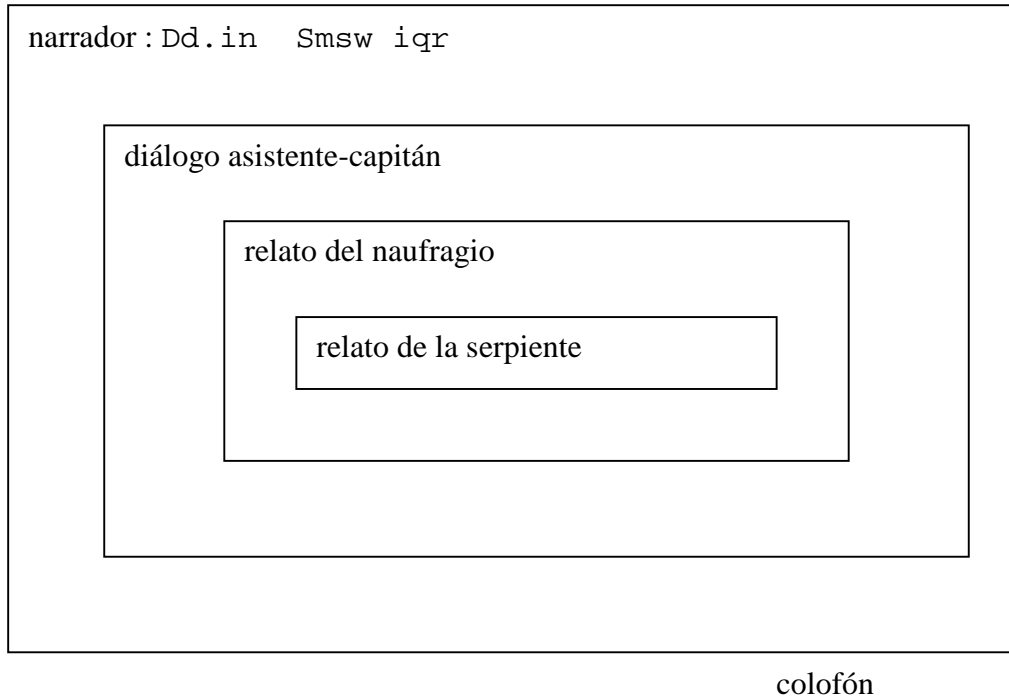 narrador : Dd.in Smsw iqr
diálogo asistente-capitán
relato del naufragio
relato de la serpiente
colofón